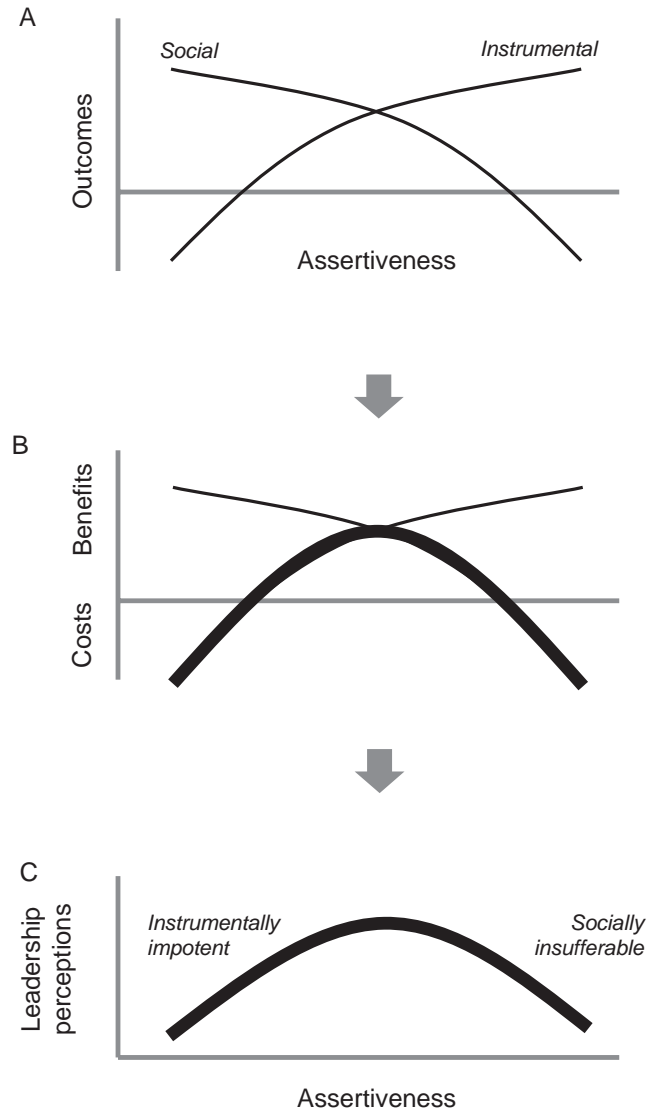 A
Social
Instrumental
Outcomes
Assertiveness
B
Benefits
Costs
C
Leadership
perceptions
Instrumentally
impotent
Socially
insufferable
Assertiveness